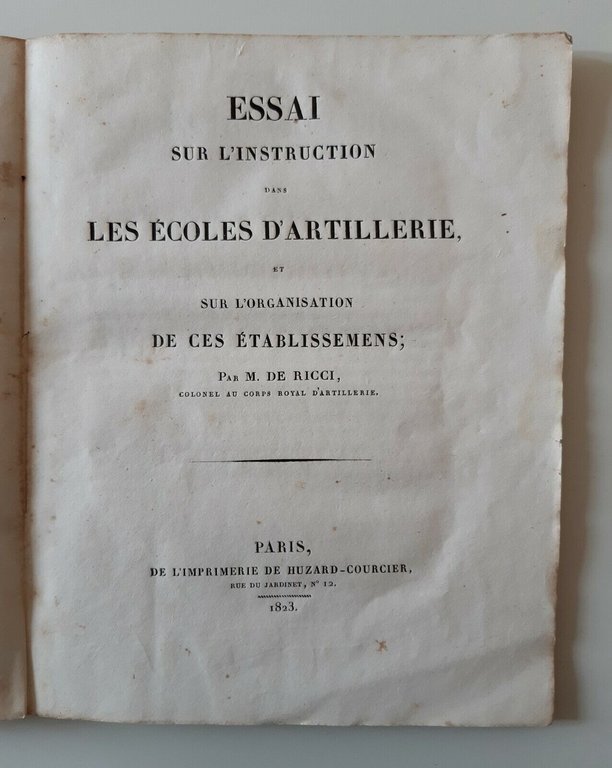 ESSAI
SUR L'INSTRUCTION
DANS
LES ÉCOLES D'ARTILLERIE,
ET
SUR L'ORGANISATION
DE CES ÉTABLISSEMENS;
PAR M. DE RICCI,
COLONEL AU CORPS ROYAL D'ARTILLERIE.
PARIS,
DE L'IMPRIMERIE DE HUZARD-COURCIER,
RUE DU JARDINET, N° 12.
1823.